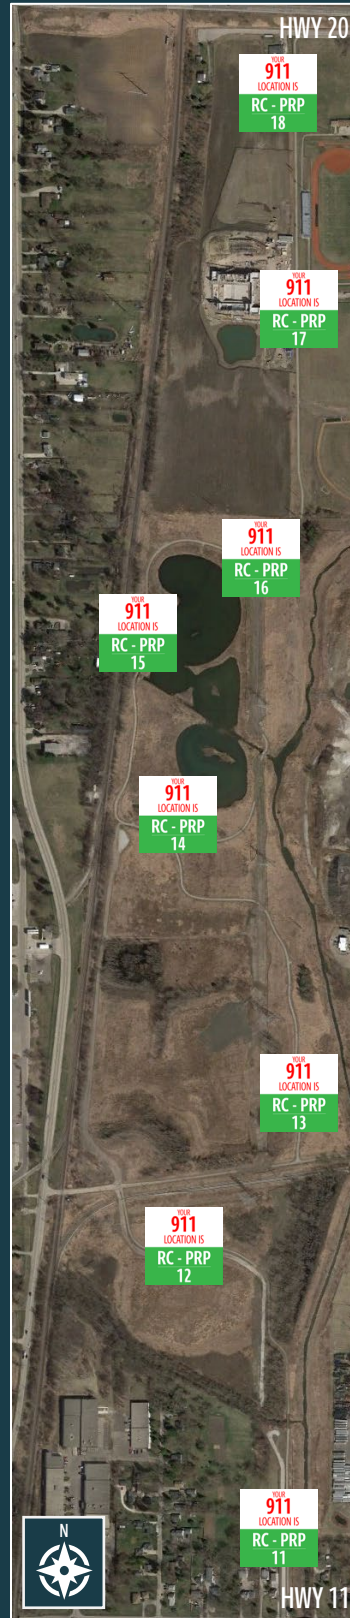 HWY 20
YOUR
911
LOCATION IS
RC - PRP
18
YOUR
911
LOCATION IS
RC - PRP
17
YOUR
911
LOCATION IS
RC - PRP
16
YOUR
911
LOCATION IS
RC - PRP
15
YOUR
911
LOCATION IS
RC - PRP
14
YOUR
911
LOCATION IS
RC - PRP
13
YOUR
911
LOCATION IS
RC - PRP
12
YOUR
911
LOCATION IS
RC - PRP
11
N
HWY 11